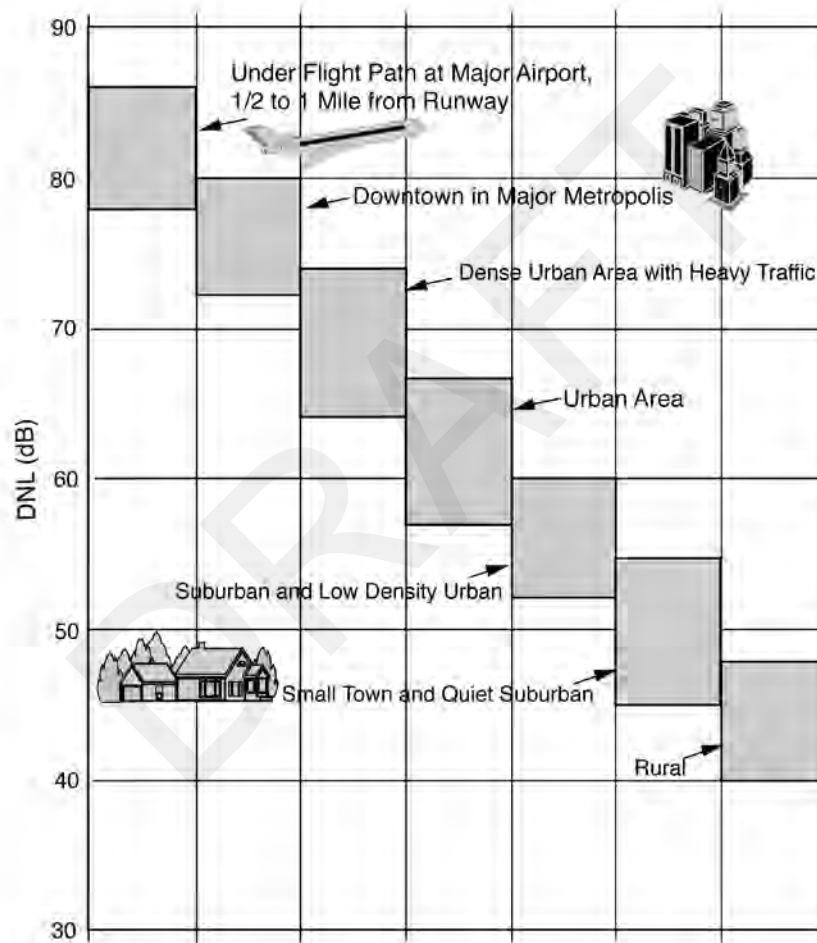 90
Under Flight Path at Major Airport,
1/2 to 1 Mile from Runway
80
Downtown in Major Metropolis
Dense Urban Area with Heavy Traffic
70
Urban Area
DNL (dB)
60
Suburban and Low Density Urban
50
Small Town and Quiet Suburban
Rural
40
30
DRAFT